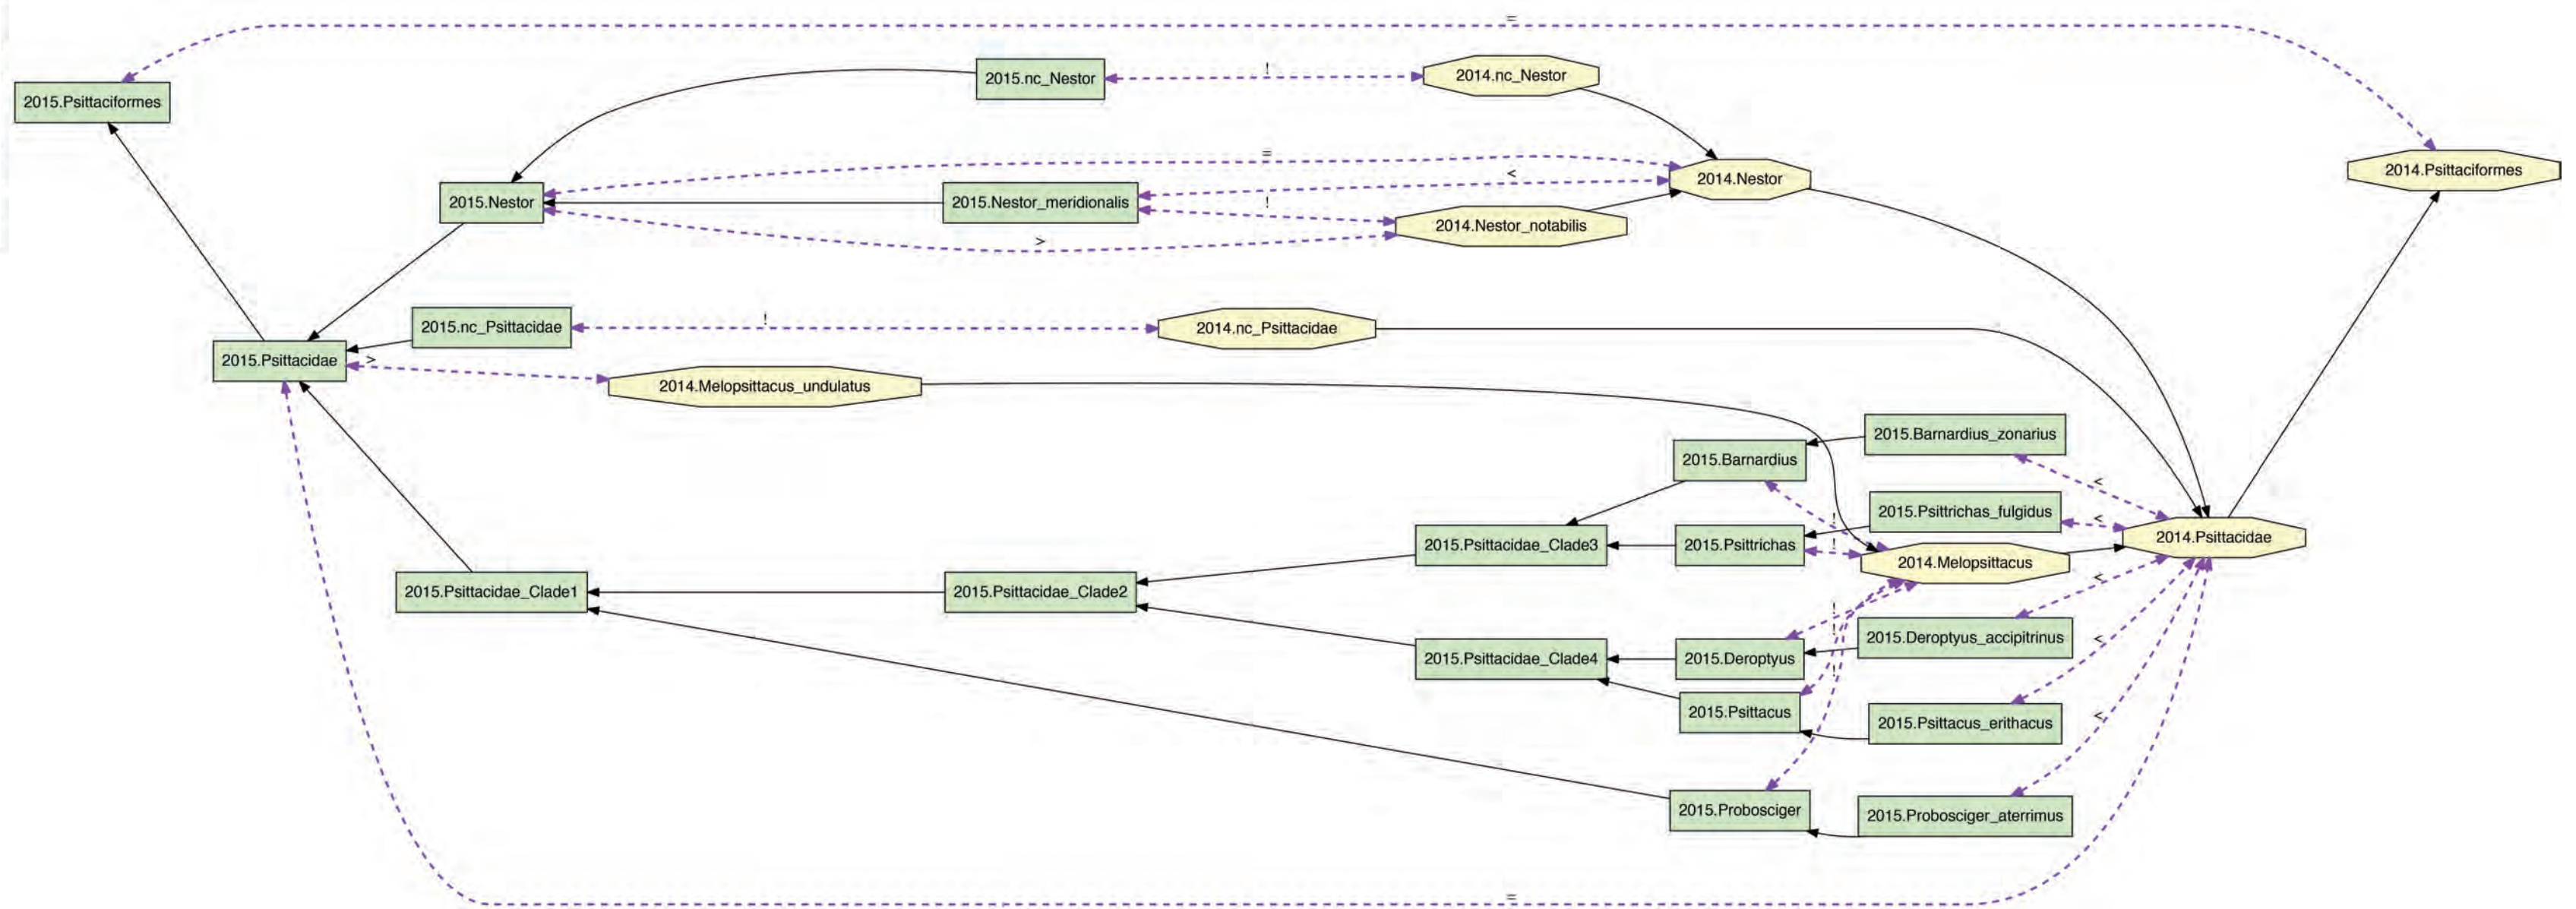 =
2015.nc_Nestor
!
2014.nc_Nestor
2015.Psittaciformes
=
2014.Psittaciformes
<
2014.Nestor
2015.Nestor
2015.Nestor_meridionalis
!
2014.Nestor_notabilis
>
2015.nc_Psittacidae
!
2014.nc_Psittacidae
2015.Psittacidae
>
2014.Melopsittacus_undulatus
2015.Barnardius_zonarius
2015.Barnardius
<
2015.Psittrichas_fulgidus
<
!
2014.Psittacidae
2015.Psittacidae_Clade3
2015.Psittrichas
!
2014.Melopsittacus
<
2015.Psittacidae_Clade1
2015.Psittacidae_Clade2
!
!
2015.Deroptyus_accipitrinus
<
2015.Psittacidae_Clade4
2015.Deroptyus
!
2015.Psittacus
<
2015.Psittacus_erithacus
2015.Probosciger
2015.Probosciger_aterrimus
=